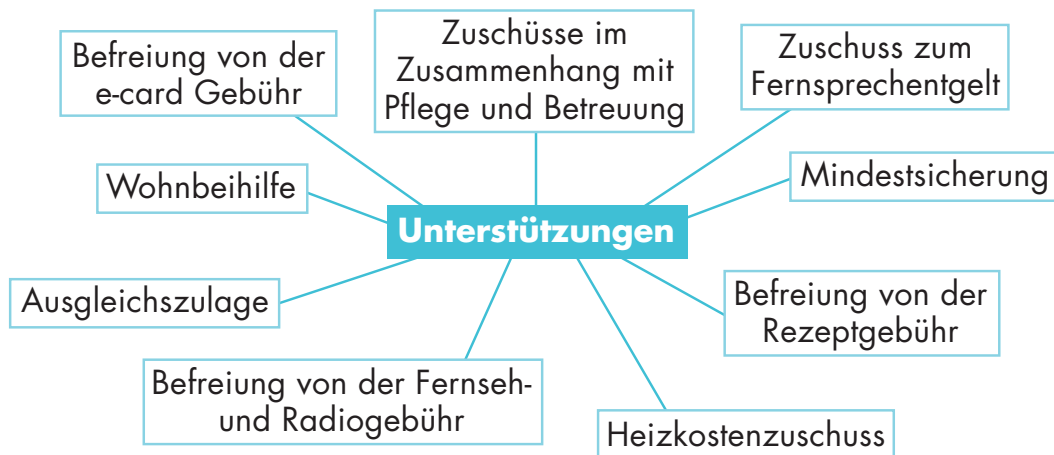 Befreiung von der
e-card Gebühr
Zuschüsse im
Zusammenhang mit
Pflege und Betreuung
Zuschuss zum
Fernsprechentgelt
Wohnbeihilfe
Mindestsicherung
Unterstützungen
Ausgleichszulage
Befreiung von der
Rezeptgebühr
Befreiung von der Fernseh-
und Radiogebühr
Heizkostenzuschuss